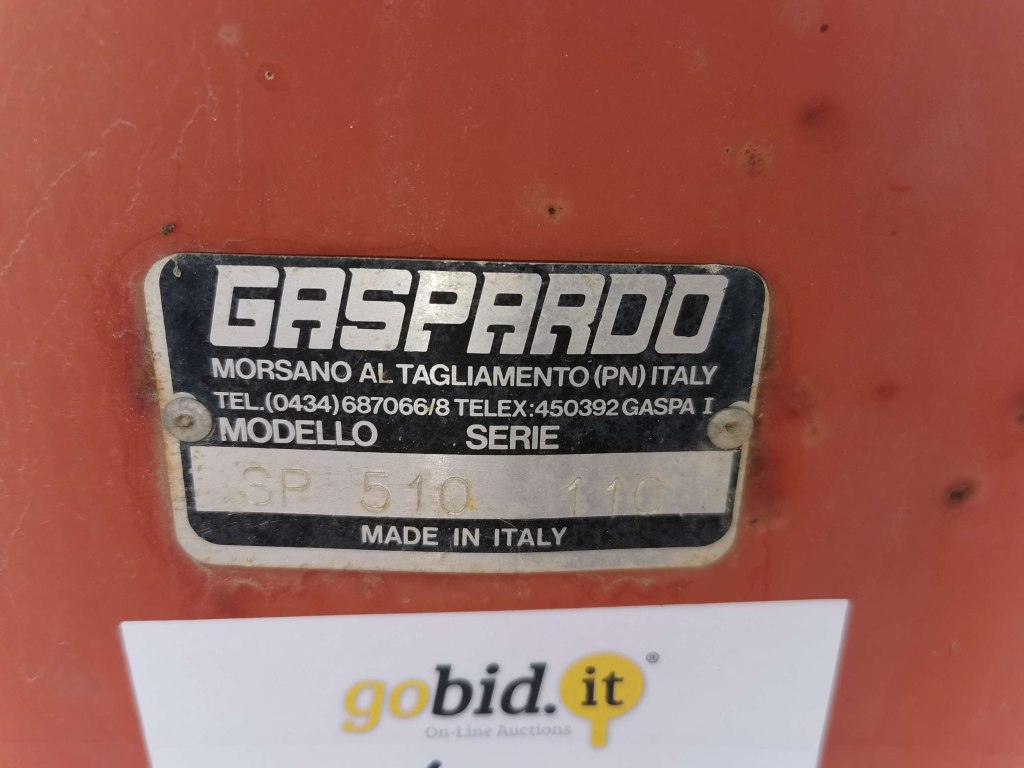 GASPARDO
MORSANO AL TAGLIAMENTO (PN) ITALY
TEL.(0434) 687066/8 TELEX:450392 GASPA I
MODELLO SERIE
SP 510 110
MADE IN ITALY
gobid.it®
On-Line Auctions